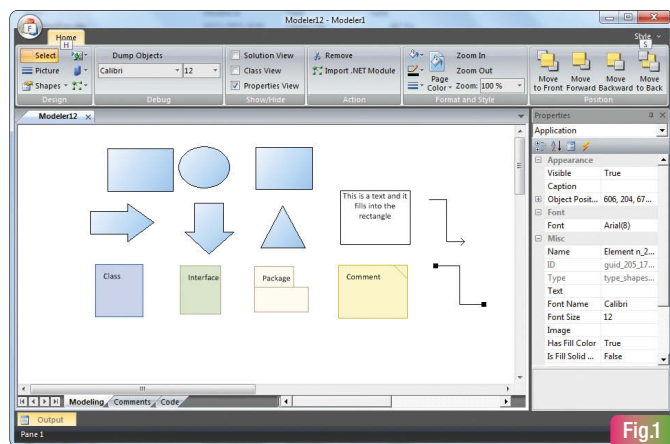 Modeler12 - Modeler1
F
Home
H
Style
S
Select
Picture
Shapes
Design
Dump Objects
Calibri
12
Debug
Solution View
Class View
Properties View
Show/Hide
Remove
Import .NET Module
Action
Page
Color
Zoom In
Zoom Out
Zoom: 100 %
Format and Style
Move to Front
Move Forward
Move Backward
Move to Back
Position
Modeler12
This is a text and it
fills into the
rectangle
Class
Interface
Package
Comment
Modeling
Comments
Code
Output
Pane 1
Properties
Application
Appearance
Visible True
Caption
Object Posit... 606, 204, 67...
Font
Font Arial(8)
Misc
Name Element n_2...
ID guid_205_17...
Type type_shapes...
Text
Font Name Calibri
Font Size 12
Image
Has Fill Color True
Is Fill Solid ... False
Fig.1